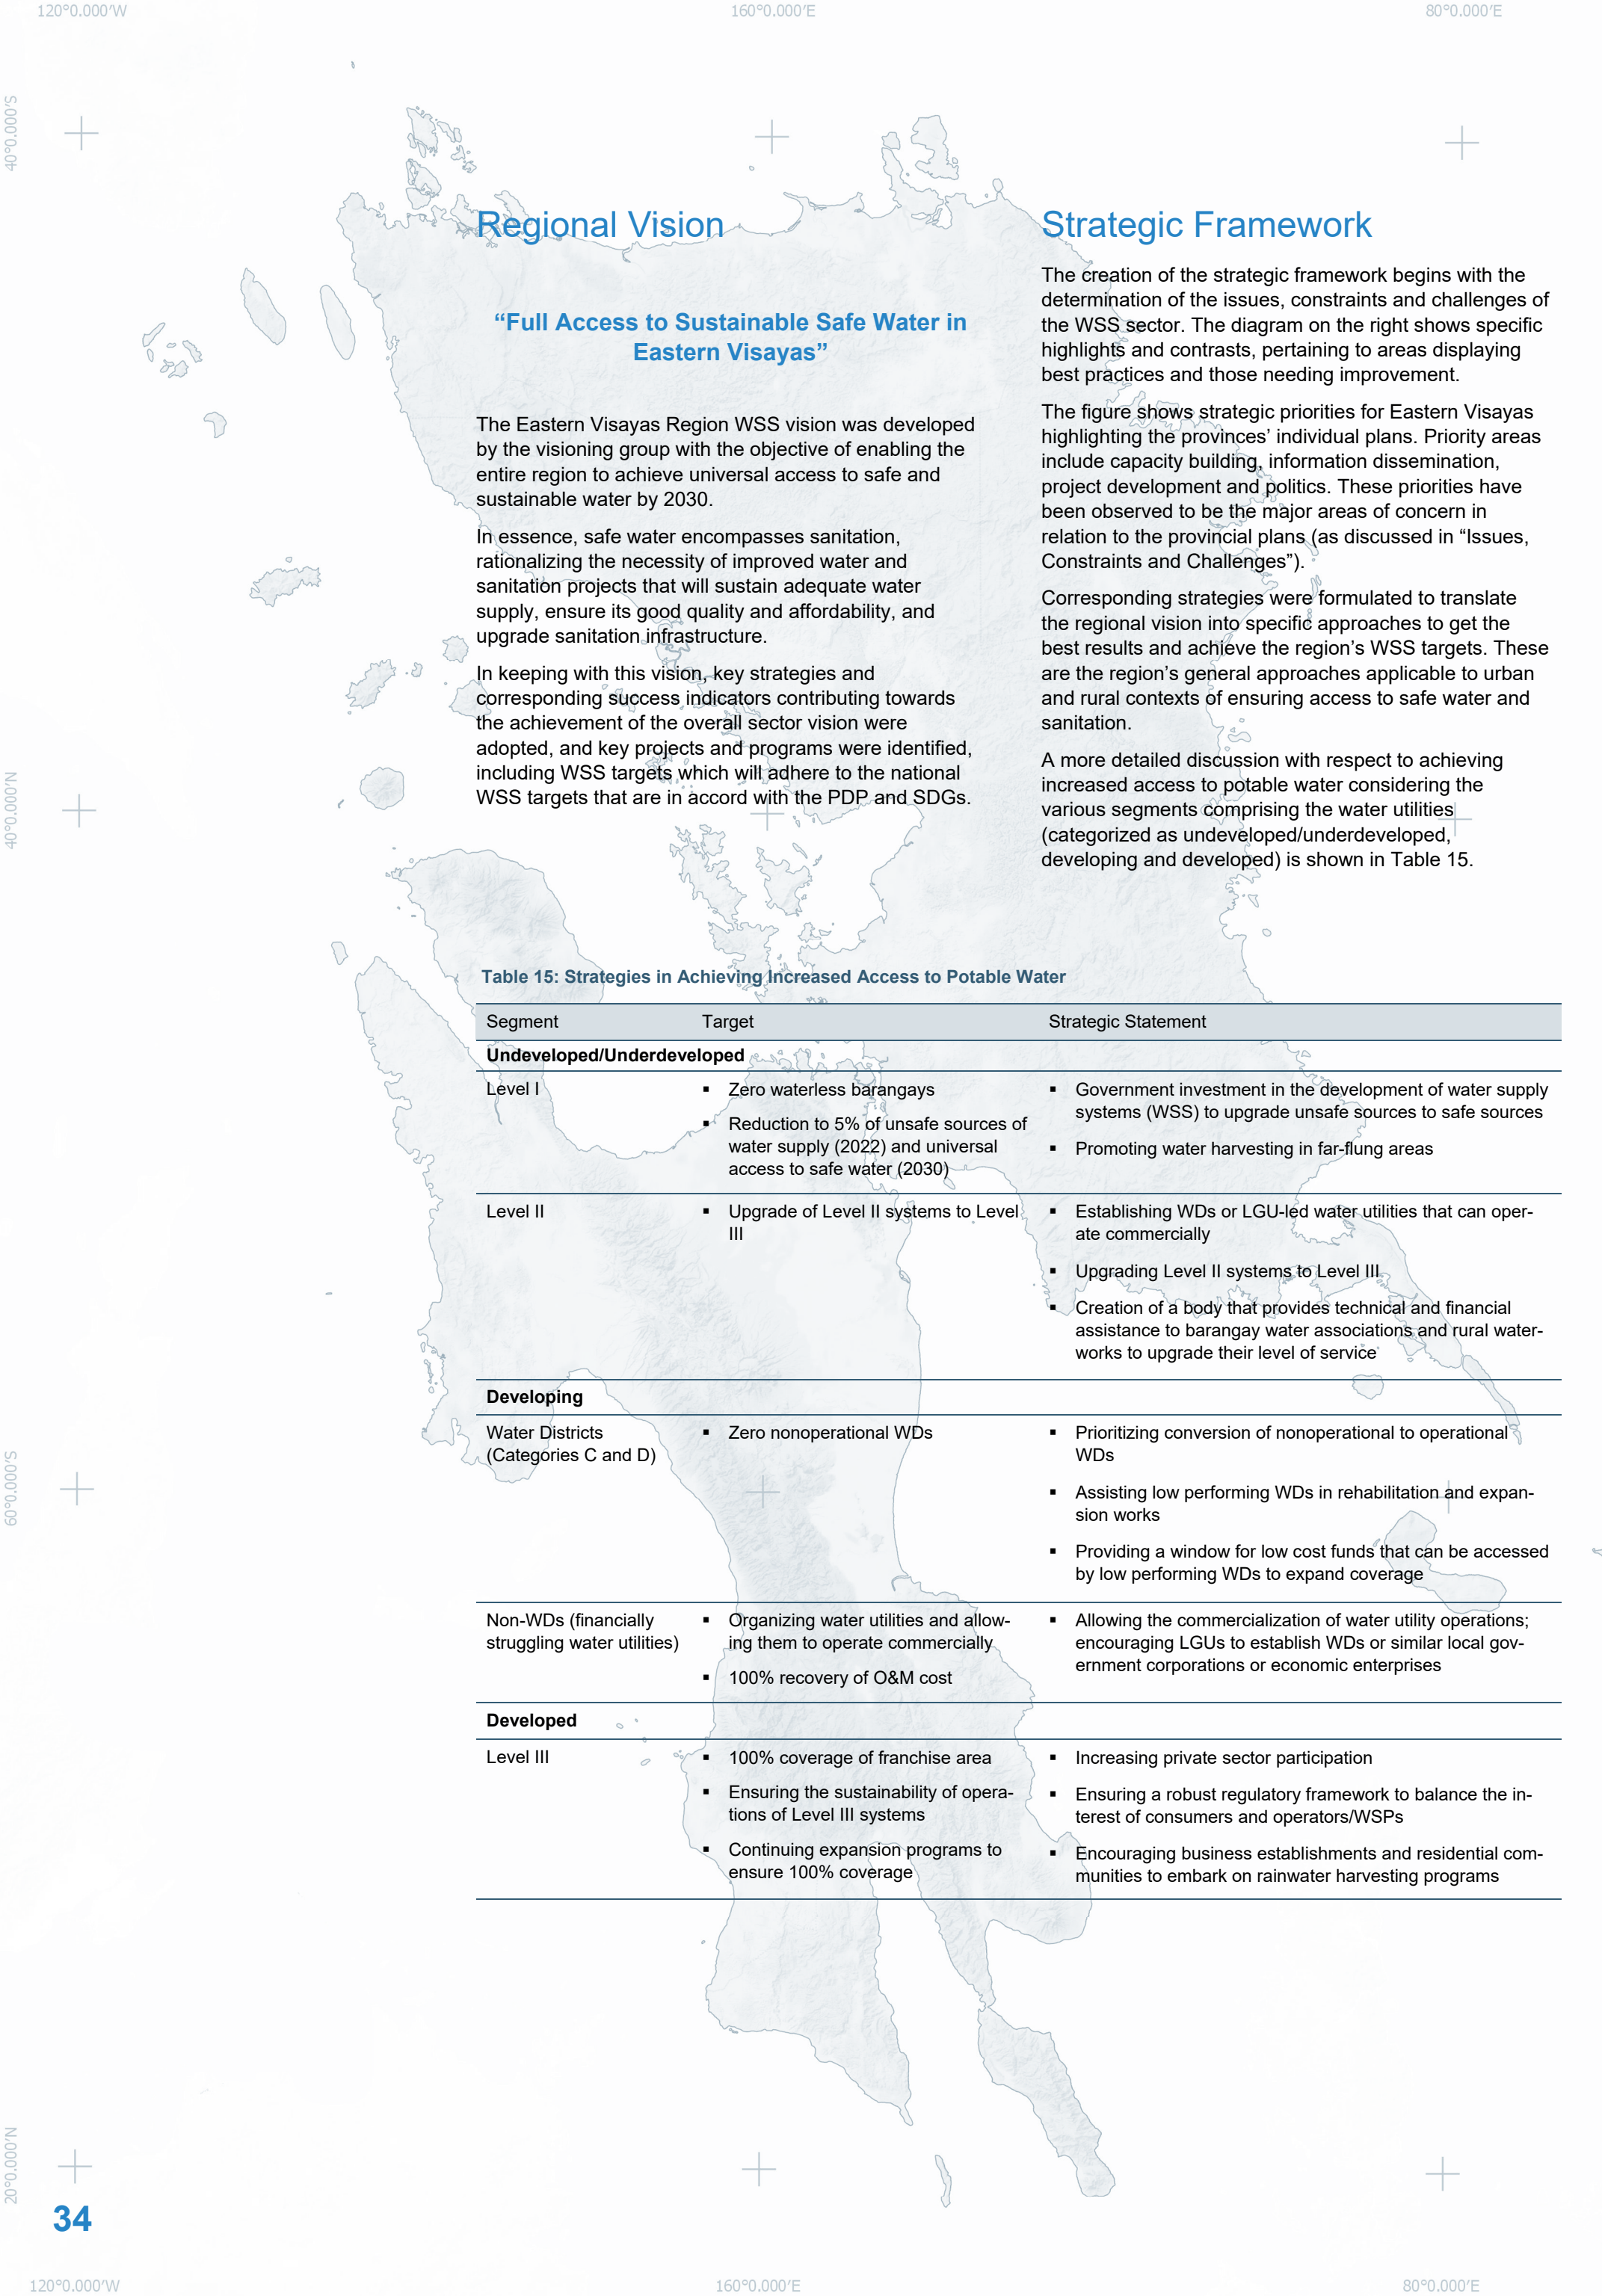 120°0.000'W
160°0.000'E
80°0.000'E
40°0.000'S
40°0.000'N
60°0.000'S
20°0.000'N
Regional Vision
“Full Access to Sustainable Safe Water in
Eastern Visayas”
The Eastern Visayas Region WSS vision was developed
by the visioning group with the objective of enabling the
entire region to achieve universal access to safe and
sustainable water by 2030.
In essence, safe water encompasses sanitation,
rationalizing the necessity of improved water and
sanitation projects that will sustain adequate water
supply, ensure its good quality and affordability, and
upgrade sanitation infrastructure.
In keeping with this vision, key strategies and
corresponding success indicators contributing towards
the achievement of the overall sector vision were
adopted, and key projects and programs were identified,
including WSS targets which will adhere to the national
WSS targets that are in accord with the PDP and SDGs.
Strategic Framework
The creation of the strategic framework begins with the
determination of the issues, constraints and challenges of
the WSS sector. The diagram on the right shows specific
highlights and contrasts, pertaining to areas displaying
best practices and those needing improvement.
The figure shows strategic priorities for Eastern Visayas
highlighting the provinces’ individual plans. Priority areas
include capacity building, information dissemination,
project development and politics. These priorities have
been observed to be the major areas of concern in
relation to the provincial plans (as discussed in “Issues,
Constraints and Challenges”).
Corresponding strategies were formulated to translate
the regional vision into specific approaches to get the
best results and achieve the region’s WSS targets. These
are the region’s general approaches applicable to urban
and rural contexts of ensuring access to safe water and
sanitation.
A more detailed discussion with respect to achieving
increased access to potable water considering the
various segments comprising the water utilities
(categorized as undeveloped/underdeveloped,
developing and developed) is shown in Table 15.
Table 15: Strategies in Achieving Increased Access to Potable Water
Segment Target Strategic Statement
Undeveloped/Underdeveloped
Level I
▪ Zero waterless barangays
▪ Reduction to 5% of unsafe sources of
water supply (2022) and universal
access to safe water (2030)
▪ Government investment in the development of water supply
systems (WSS) to upgrade unsafe sources to safe sources
▪ Promoting water harvesting in far-flung areas
Level II
▪ Upgrade of Level II systems to Level
III
▪ Establishing WDs or LGU-led water utilities that can oper-
ate commercially
▪ Upgrading Level II systems to Level III
▪ Creation of a body that provides technical and financial
assistance to barangay water associations and rural water-
works to upgrade their level of service
Developing
Water Districts
(Categories C and D)
▪ Zero nonoperational WDs
▪ Prioritizing conversion of nonoperational to operational
WDs
▪ Assisting low performing WDs in rehabilitation and expan-
sion works
▪ Providing a window for low cost funds that can be accessed
by low performing WDs to expand coverage
Non-WDs (financially
struggling water utilities)
▪ Organizing water utilities and allow-
ing them to operate commercially
▪ 100% recovery of O&M cost
▪ Allowing the commercialization of water utility operations;
encouraging LGUs to establish WDs or similar local gov-
ernment corporations or economic enterprises
Developed
Level III
▪ 100% coverage of franchise area
▪ Ensuring the sustainability of opera-
tions of Level III systems
▪ Continuing expansion programs to
ensure 100% coverage
▪ Increasing private sector participation
▪ Ensuring a robust regulatory framework to balance the in-
terest of consumers and operators/WSPs
▪ Encouraging business establishments and residential com-
munities to embark on rainwater harvesting programs
34
120°0.000'W
160°0.000'E
80°0.000'E